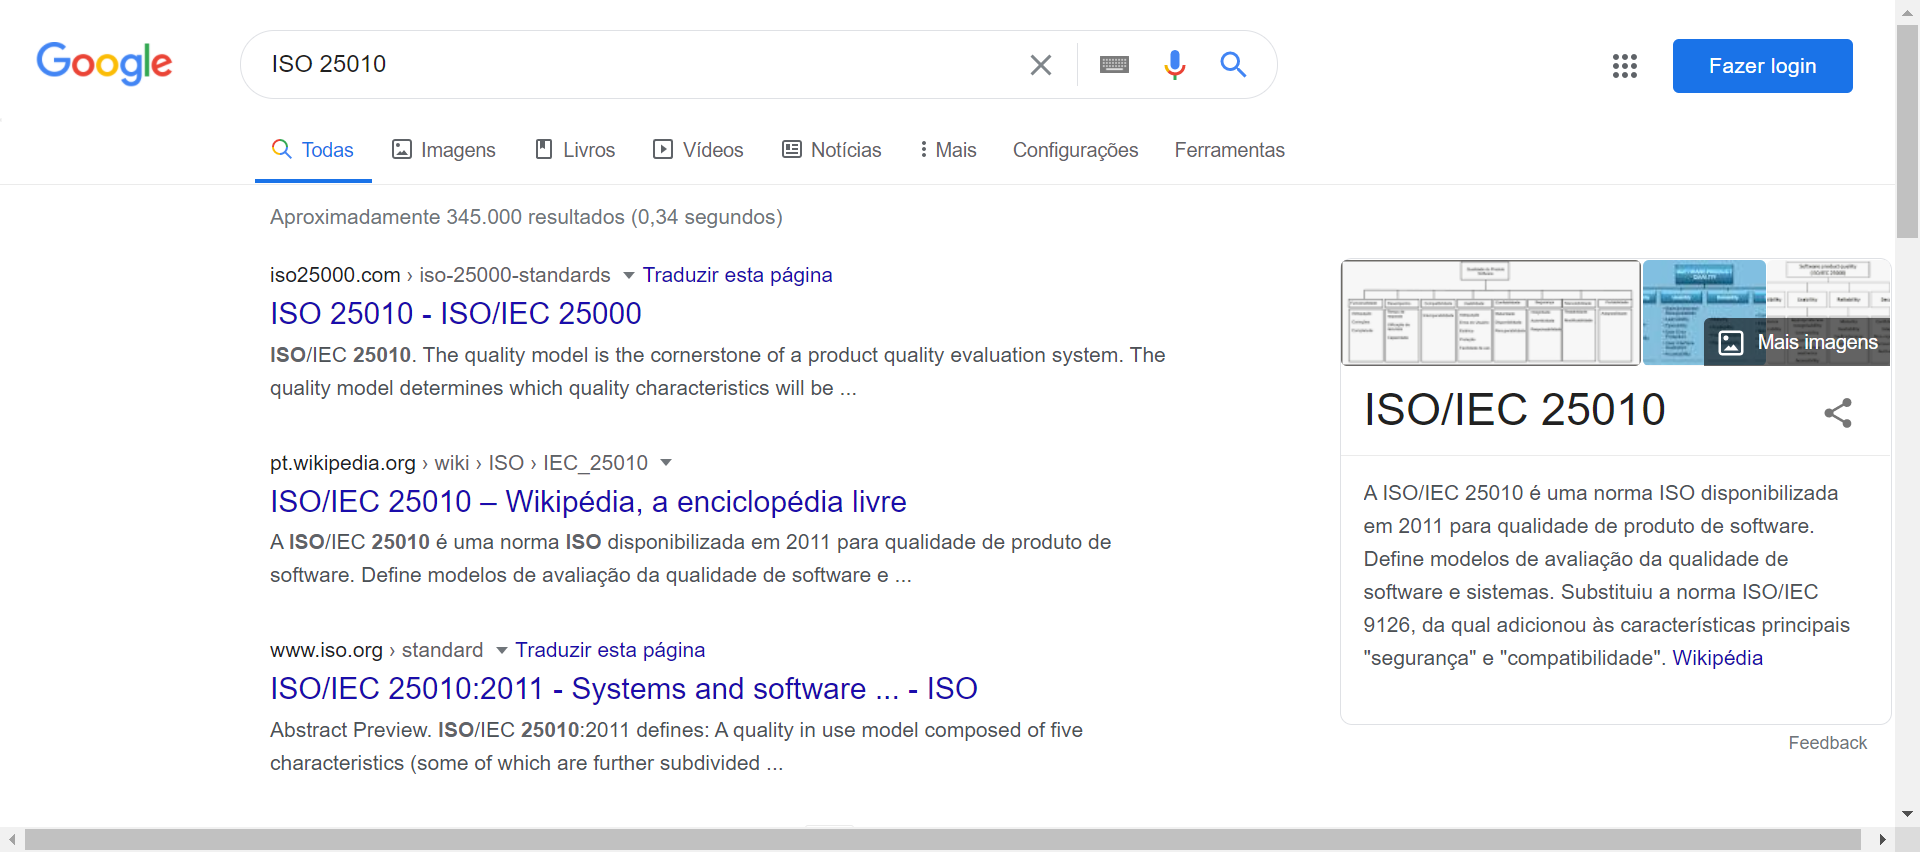 Google
ISO 25010
Fazer login
Todas
Imagens
Livros
Vídeos
Notícias
Mais
Configurações
Ferramentas
Aproximadamente 345.000 resultados (0,34 segundos)
iso25000.com › iso-25000-standards Traduzir esta página
ISO 25010 - ISO/IEC 25000
ISO/IEC 25010. The quality model is the cornerstone of a product quality evaluation system. The
quality model determines which quality characteristics will be ...
pt.wikipedia.org › wiki › ISO › IEC_25010
ISO/IEC 25010 – Wikipédia, a enciclopédia livre
A ISO/IEC 25010 é uma norma ISO disponibilizada em 2011 para qualidade de produto de
software. Define modelos de avaliação da qualidade de software e ...
www.iso.org › standard Traduzir esta página
ISO/IEC 25010:2011 - Systems and software ... - ISO
Abstract Preview. ISO/IEC 25010:2011 defines: A quality in use model composed of five
characteristics (some of which are further subdivided ...
Mais imagens
ISO/IEC 25010
A ISO/IEC 25010 é uma norma ISO disponibilizada
em 2011 para qualidade de produto de software.
Define modelos de avaliação da qualidade de
software e sistemas. Substituiu a norma ISO/IEC
9126, da qual adicionou às características principais
"segurança" e "compatibilidade". Wikipédia
Feedback